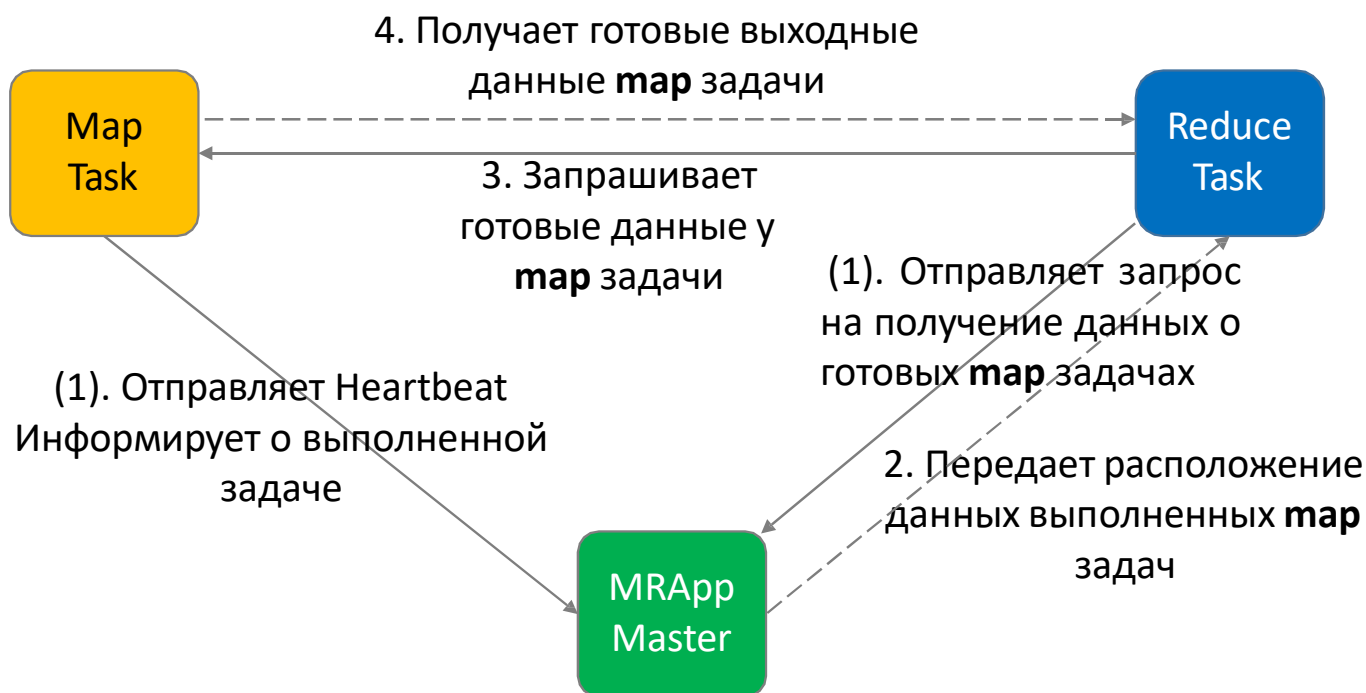 4. Получает готовые выходные
данные map задачи
Map
Task
Reduce
Task
3. Запрашивает
готовые данные у
map задачи
(1). Отправляет запрос
на получение данных о
готовых map задачах
(1). Отправляет Heartbeat
Информирует о выполненной
задаче
2. Передает расположение
данных выполненных map
задач
MRApp
Master